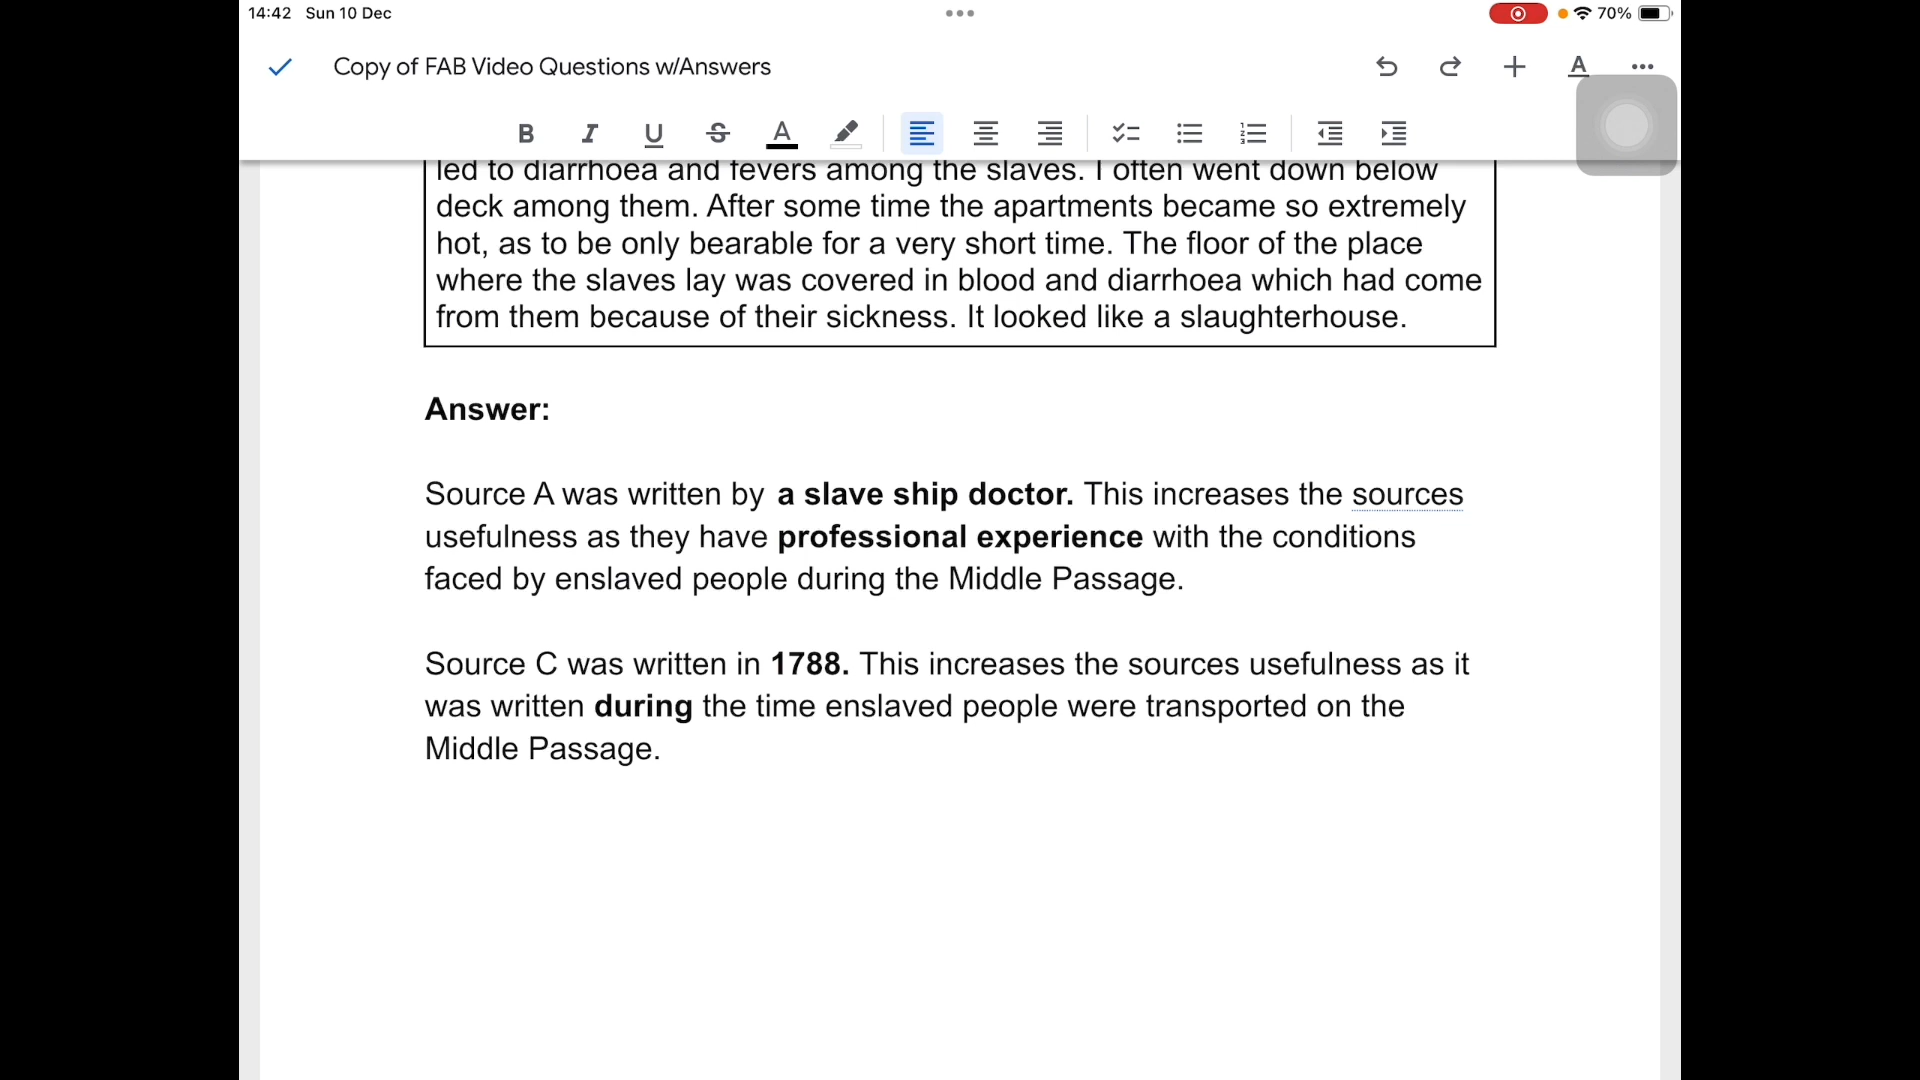 14:42 Sun 10 Dec
70%
Copy of FAB Video Questions w/Answers
led to diarrhoea and fevers among the slaves. I often went down below
deck among them. After some time the apartments became so extremely
hot, as to be only bearable for a very short time. The floor of the place
where the slaves lay was covered in blood and diarrhoea which had come
from them because of their sickness. It looked like a slaughterhouse.
Answer:
Source A was written by a slave ship doctor. This increases the sources
usefulness as they have professional experience with the conditions
faced by enslaved people during the Middle Passage.
Source C was written in 1788. This increases the sources usefulness as it
was written during the time enslaved people were transported on the
Middle Passage.